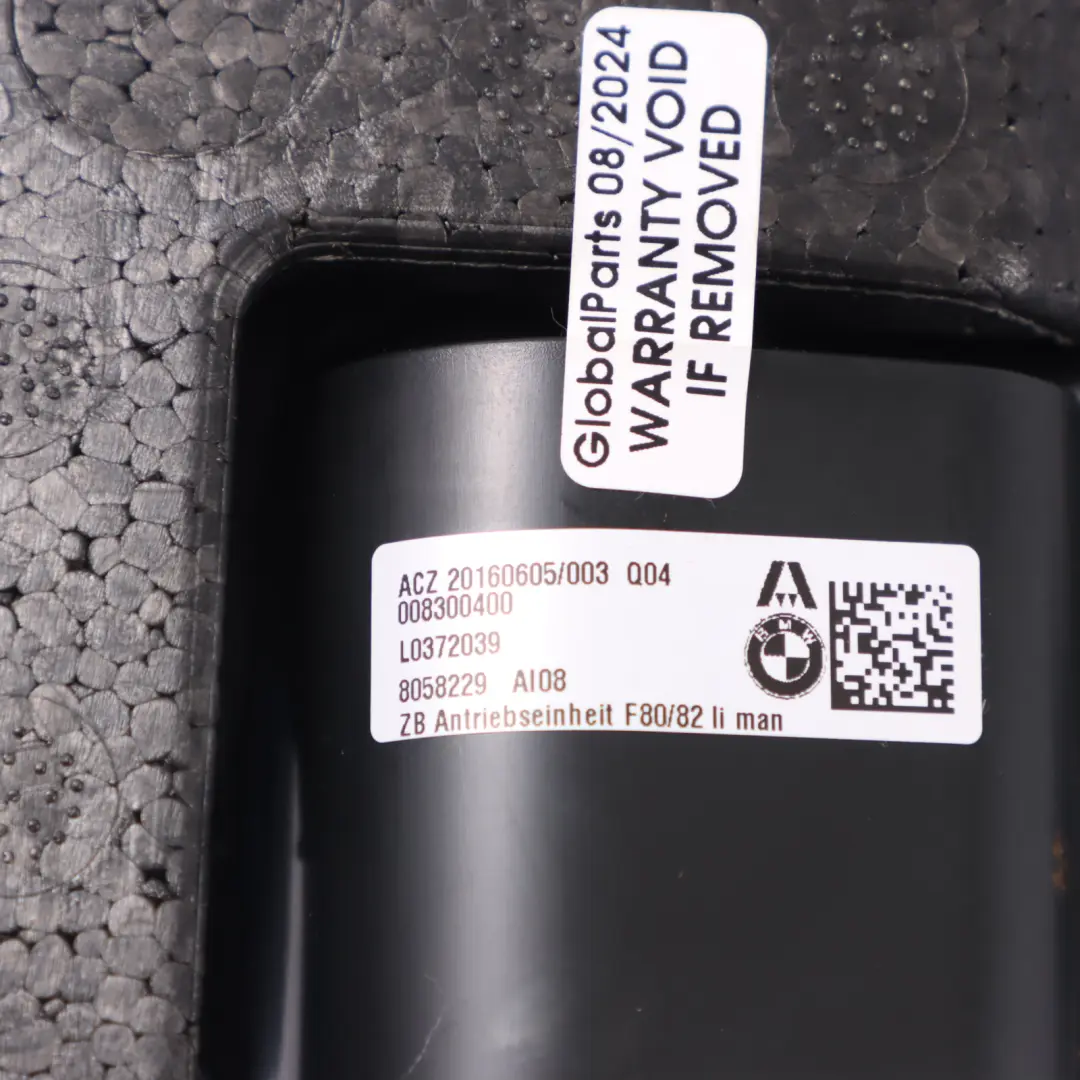 GlobalParts 08/2024
WARRANTY VOID
IF REMOVED
ACZ 20160605/003 Q04
008300400
L0372039
8058229 AI08
ZB Antriebseinheit F80/82 li man
BMW